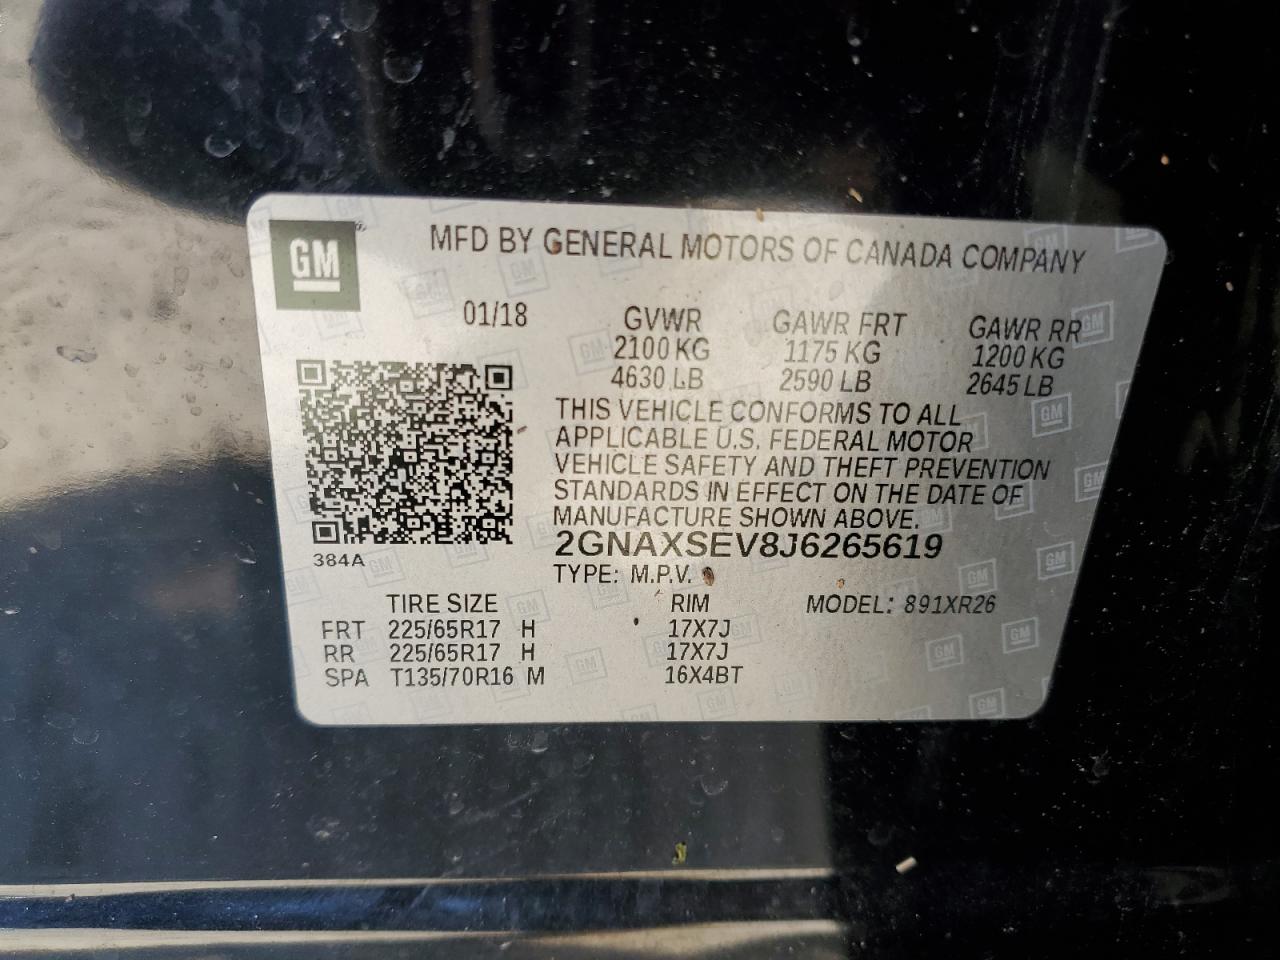 GM
MFD BY GENERAL MOTORS OF CANADA COMPANY
01/18 GVWR GAWR FRT GAWR RR
2100 KG 1175 KG 1200 KG
4630 LB 2590 LB 2645 LB
THIS VEHICLE CONFORMS TO ALL
APPLICABLE U.S. FEDERAL MOTOR
VEHICLE SAFETY AND THEFT PREVENTION
STANDARDS IN EFFECT ON THE DATE OF
MANUFACTURE SHOWN ABOVE.
2GNAXSEV8J6265619
384A
TYPE: M.P.V.
TIRE SIZE RIM MODEL: 891XR26
FRT 225/65R17 H 17X7J
RR 225/65R17 H 17X7J
SPA T135/70R16 M 16X4BT